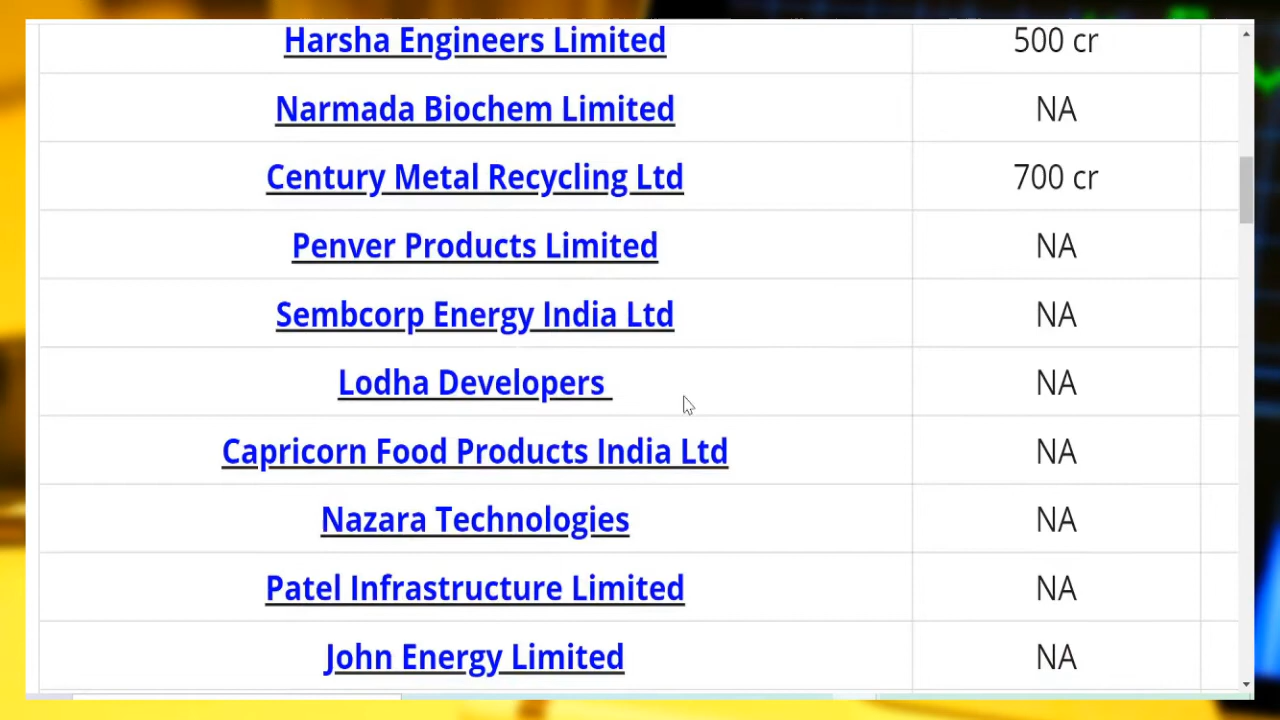 Harsha Engineers Limited 500 cr
Narmada Biochem Limited NA
Century Metal Recycling Ltd 700 cr
Penver Products Limited NA
Sembcorp Energy India Ltd NA
Lodha Developers NA
Capricorn Food Products India Ltd NA
Nazara Technologies NA
Patel Infrastructure Limited NA
John Energy Limited NA